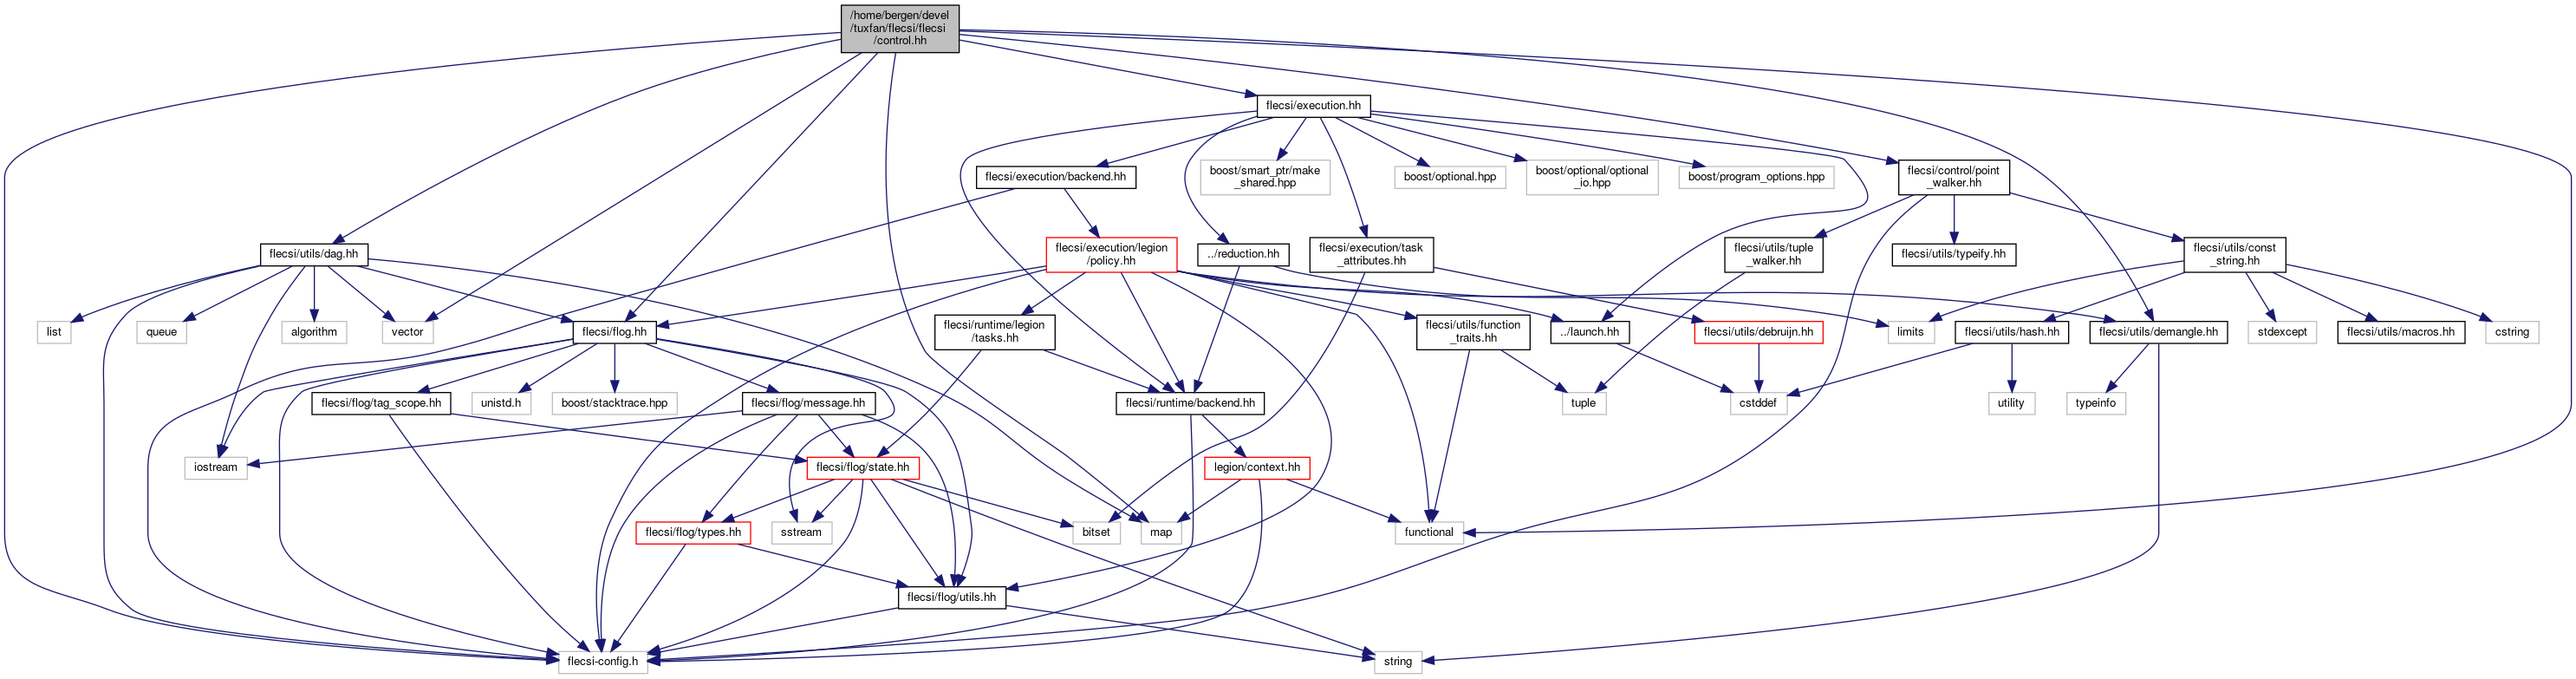 /home/bergen/devel
/tuxfan/flecsi/flecsi
/control.hh
flecsi/execution.hh
flecsi/execution/backend.hh
boost/smart_ptr/make
_shared.hpp
boost/optional.hpp
boost/optional/optional
_io.hpp
boost/program_options.hpp
flecsi/control/point
_walker.hh
flecsi/utils/dag.hh
flecsi/execution/legion
/policy.hh
../reduction.hh
flecsi/execution/task
_attributes.hh
flecsi/utils/tuple
_walker.hh
flecsi/utils/typeify.hh
flecsi/utils/const
_string.hh
list
queue
algorithm
vector
flecsi/flog.hh
flecsi/runtime/legion
/tasks.hh
flecsi/utils/function
_traits.hh
../launch.hh
flecsi/utils/debruijn.hh
limits
flecsi/utils/hash.hh
flecsi/utils/demangle.hh
stdexcept
flecsi/utils/macros.hh
cstring
flecsi/flog/tag_scope.hh
unistd.h
boost/stacktrace.hpp
flecsi/flog/message.hh
flecsi/runtime/backend.hh
tuple
cstddef
utility
typeinfo
iostream
flecsi/flog/state.hh
legion/context.hh
flecsi/flog/types.hh
sstream
bitset
map
functional
flecsi/flog/utils.hh
flecsi-config.h
string